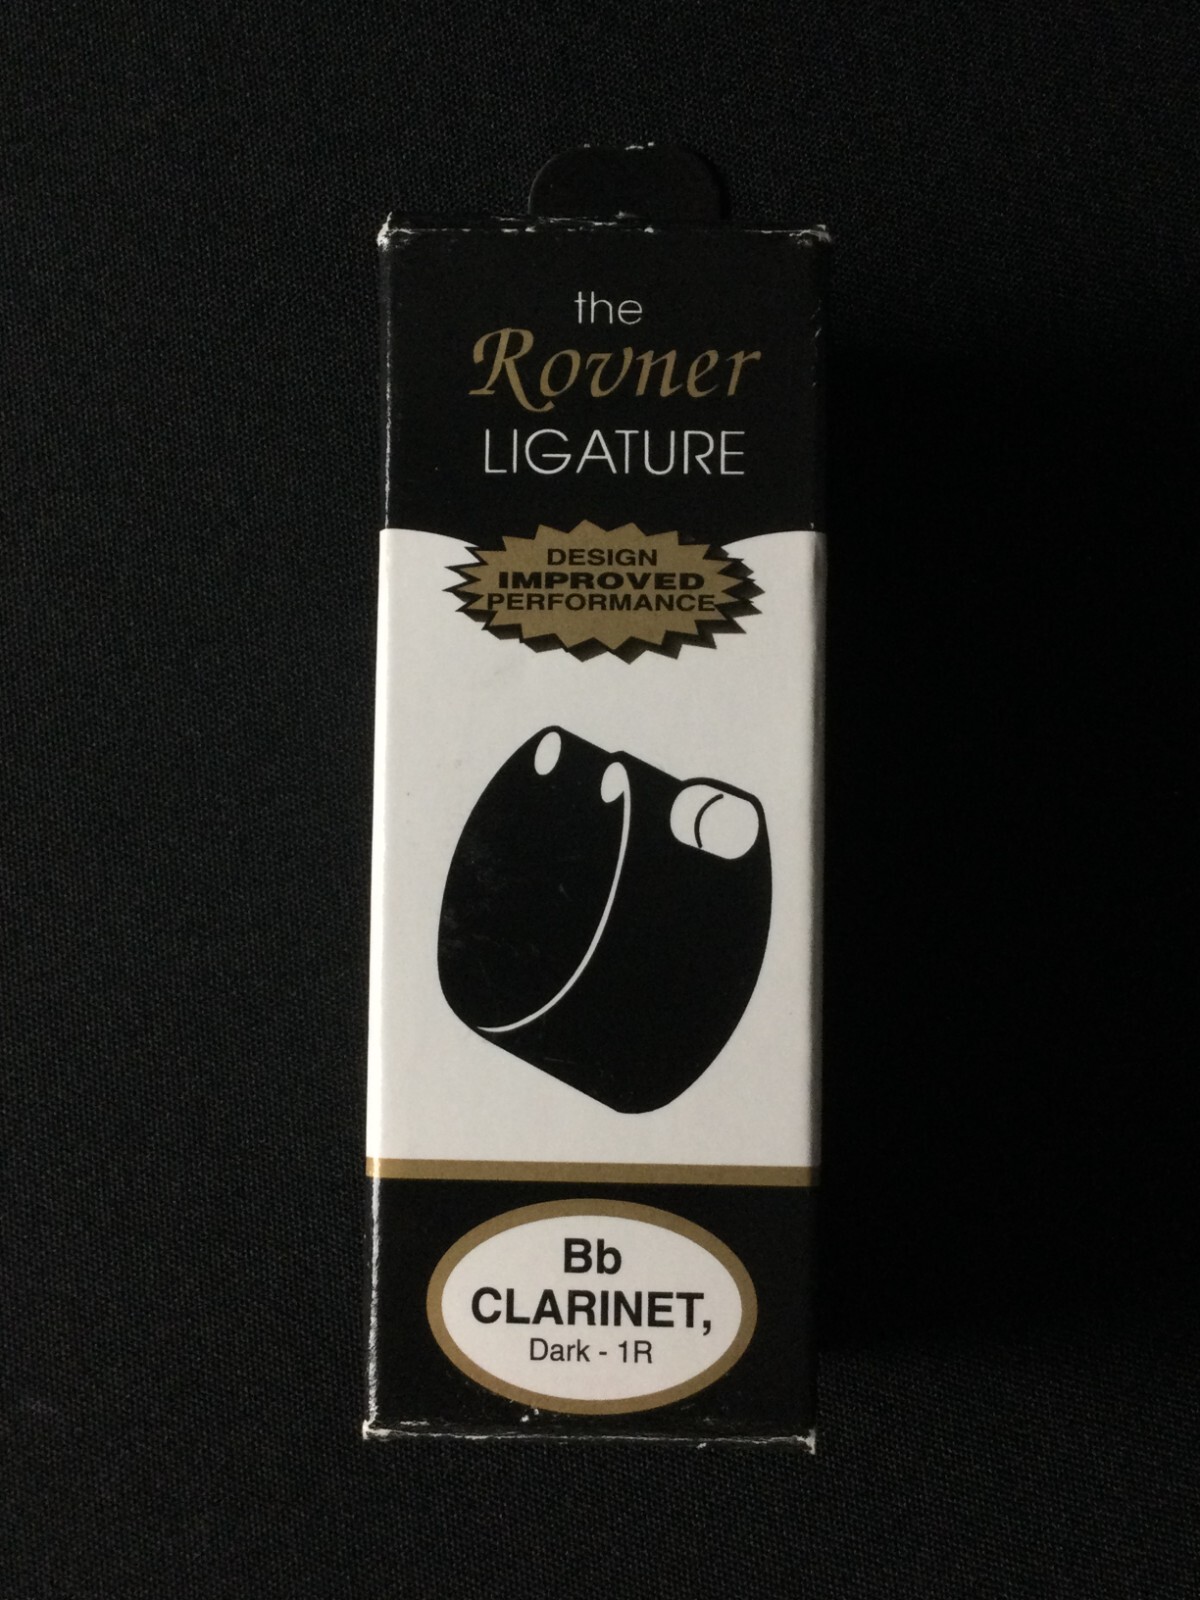 the
Rovner
LIGATURE
DESIGN
IMPROVED
PERFORMANCE
Bb
CLARINET,
Dark - 1R